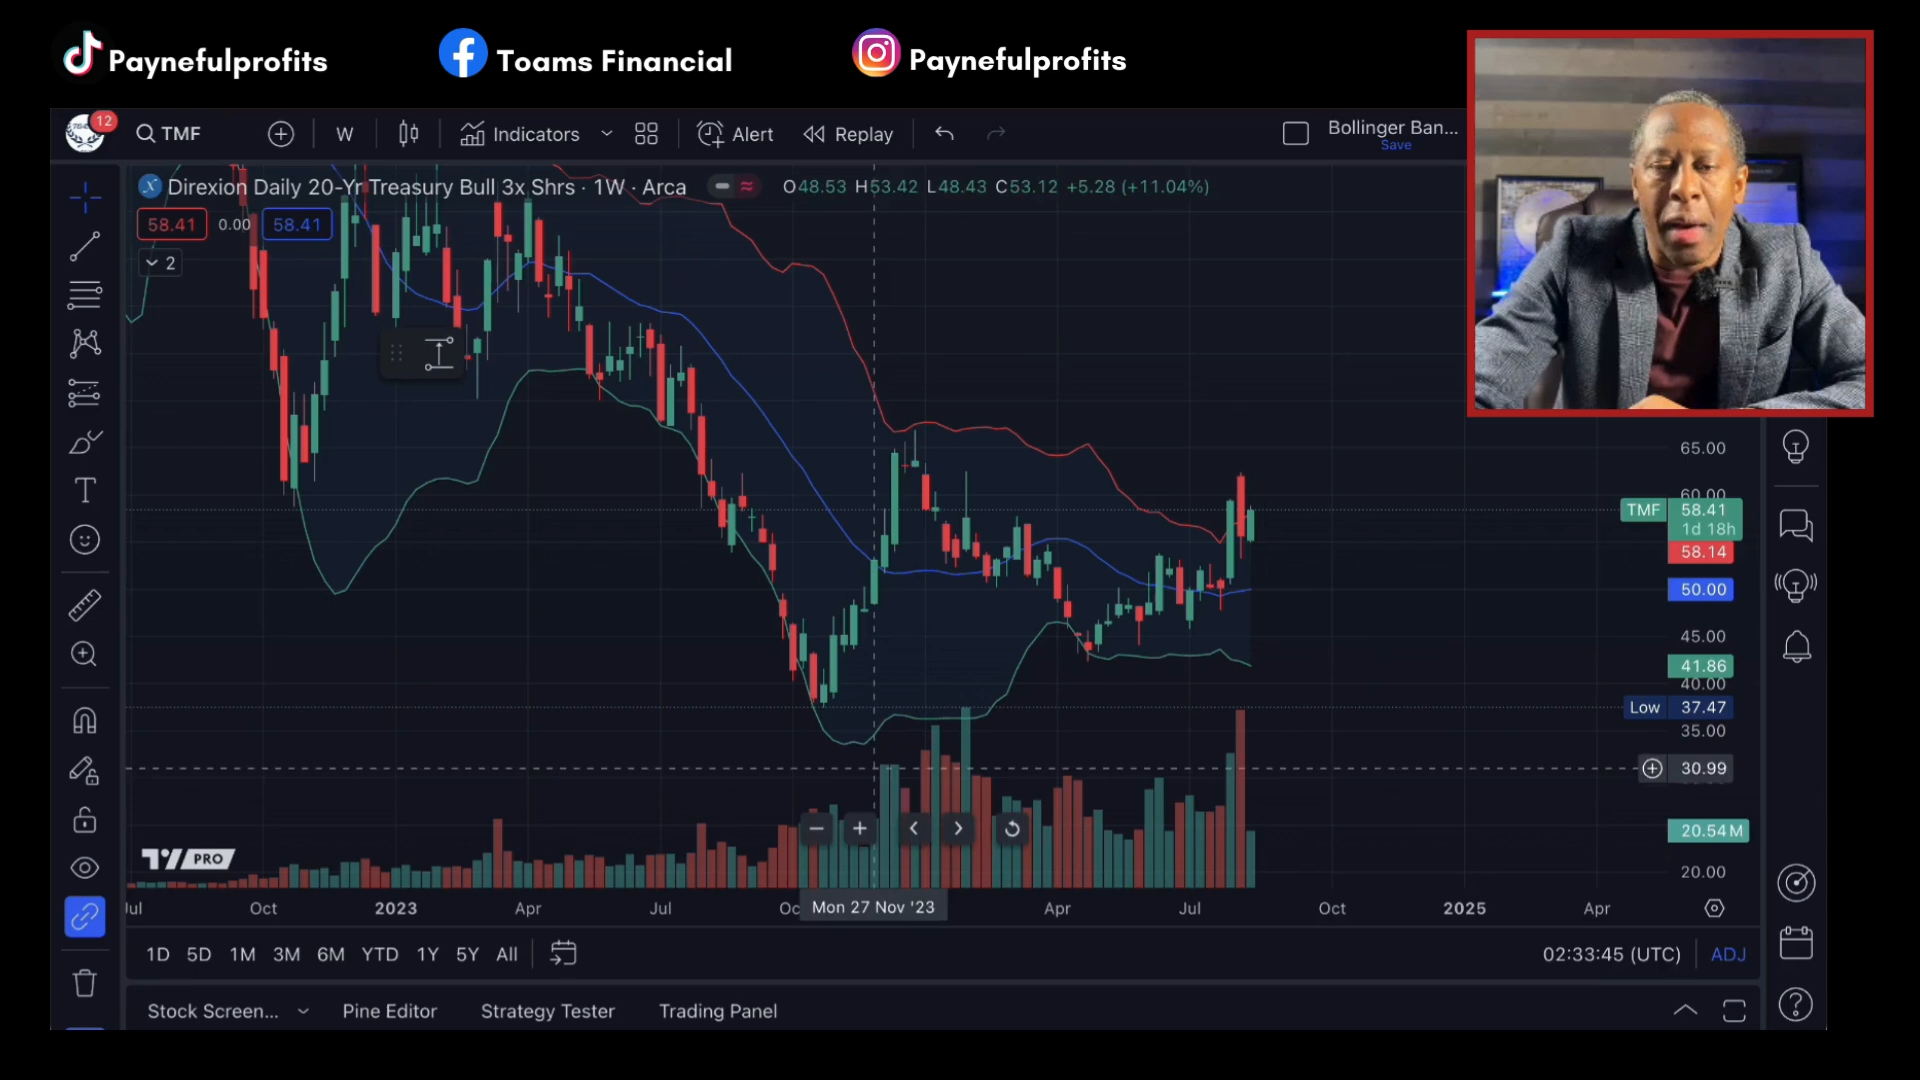 Paynefulprofits
Toams Financial
Paynefulprofits
12
TMF
W
Indicators
Alert
Replay
Bollinger Ban...
Save
Direxion Daily 20-Yr Treasury Bull 3x Shrs · 1W · Arca
O48.53 H53.42 L48.43 C53.12 +5.28 (+11.04%)
58.41 0.00 58.41
2
65.00
60.00
TMF 58.41
1d 18h
58.14
50.00
45.00
41.86
40.00
Low 37.47
35.00
30.99
20.54M
20.00
PRO
Oct 2023 Apr Jul Mon 27 Nov '23 Apr Jul Oct 2025 Apr
1D 5D 1M 3M 6M YTD 1Y 5Y All
02:33:45 (UTC) ADJ
Stock Screen... Pine Editor Strategy Tester Trading Panel